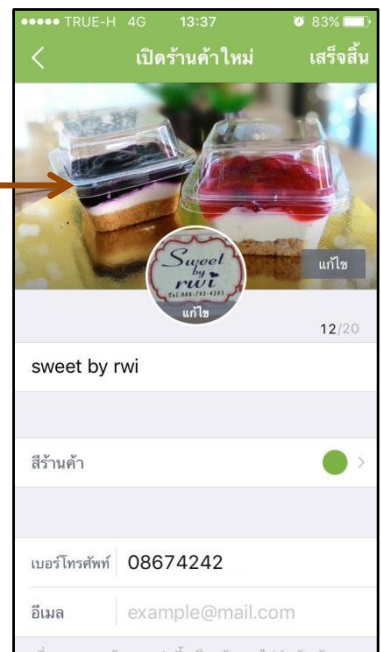 TRUE-H 4G 13:37 83%
เปิดร้านค้าใหม่ เสร็จสิ้น
Sweet
by
rwi
แก้ไข
แก้ไข
12/20
sweet by rwi
สีร้านค้า
เบอร์โทรศัพท์ 08674242
อีเมล example@mail.com